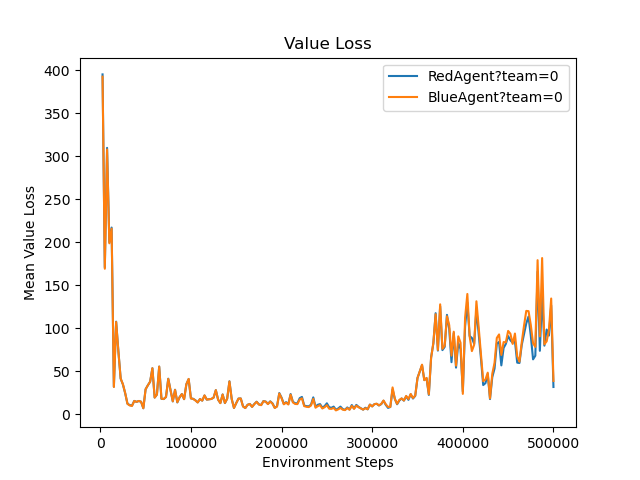 Value Loss
RedAgent?team=0
BlueAgent?team=0
Mean Value Loss
400
350
300
250
200
150
100
50
0
0 100000 200000 300000 400000 500000
Environment Steps